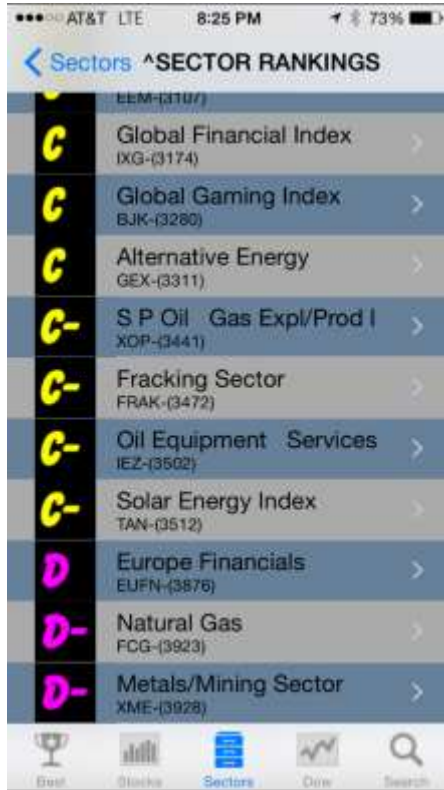 AT&T LTE 8:25 PM 73%
Sectors ^SECTOR RANKINGS
EEM-(3107)
C Global Financial Index
IXG-(3174)
C Global Gaming Index
BJK-(3280)
C Alternative Energy
GEX-(3311)
C- S P Oil Gas Expl/Prod I
XOP-(3441)
C- Fracking Sector
FRAK-(3472)
C- Oil Equipment Services
IEZ-(3502)
C- Solar Energy Index
TAN-(3512)
D Europe Financials
EUFN-(3876)
D- Natural Gas
FCG-(3923)
D- Metals/Mining Sector
XME-(3928)
Best Stocks Sectors Dow Search